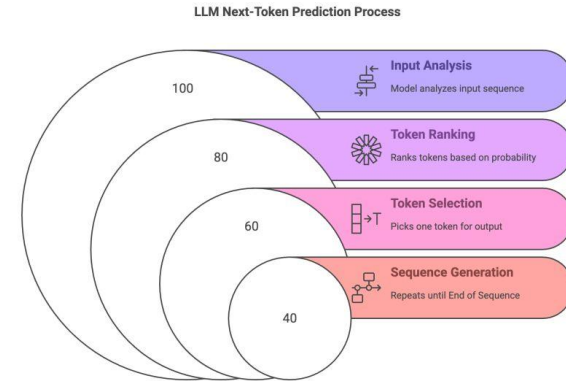 LLM Next-Token Prediction Process
100
Input Analysis
Model analyzes input sequence
80
Token Ranking
Ranks tokens based on probability
60
Token Selection
T
Picks one token for output
40
Sequence Generation
Repeats until End of Sequence